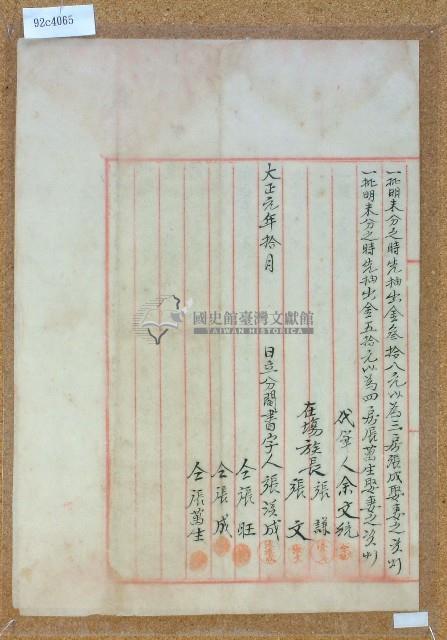 92c4065
一批明未分之時先抽出金叁拾八元以為三房張成娶妻之資炤
一批明未分之時先抽出金五拾元以為四房張萬生娶妻之資炤
代筆人余文統
在場族長張謙
張文
大正元年拾月 日立分鬮書字人張成
仝張旺
仝張成
仝張萬生
國史館臺灣文獻館
TAIWAN HISTORICA